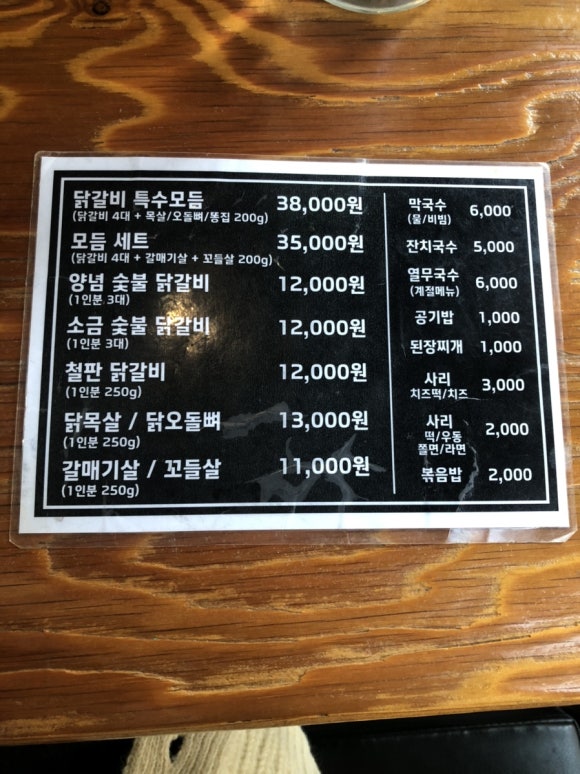 닭갈비 특수모듬 38,000원
(닭갈비 4대 + 목살/오돌뼈/똥집 200g)
모듬 세트 35,000원
(닭갈비 4대 + 갈매기살 + 꼬들살 200g)
양념 숯불 닭갈비 12,000원
(1인분 3대)
소금 숯불 닭갈비 12,000원
(1인분 3대)
철판 닭갈비 12,000원
(1인분 250g)
닭목살 / 닭오돌뼈 13,000원
(1인분 250g)
갈매기살 / 꼬들살 11,000원
(1인분 250g)
막국수 6,000
(물/비빔)
잔치국수 5,000
열무국수 6,000
(계절메뉴)
공기밥 1,000
된장찌개 1,000
사리 3,000
치즈떡/치즈
사리 2,000
떡/우동
쫄면/라면
볶음밥 2,000